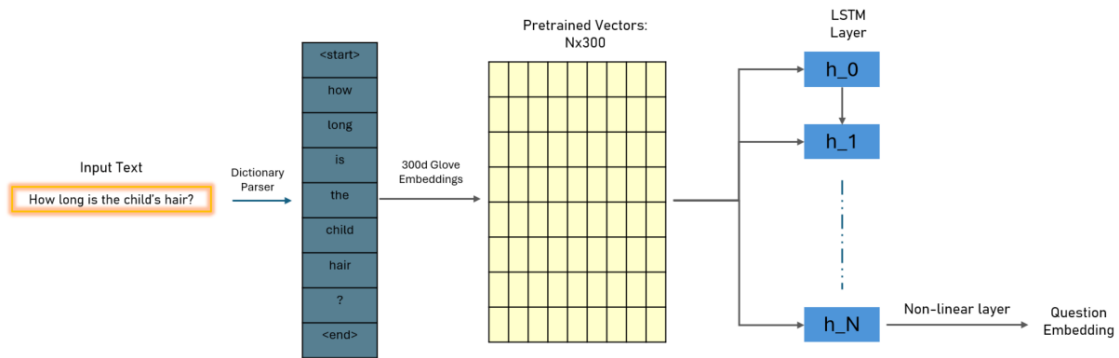 Input Text
How long is the child's hair?
Dictionary
Parser
<start>
how
long
is
the
child
hair
?
<end>
300d Glove
Embeddings
Pretrained Vectors:
Nx300
LSTM
Layer
h_0
h_1
h_N
Non-linear layer
Question
Embedding